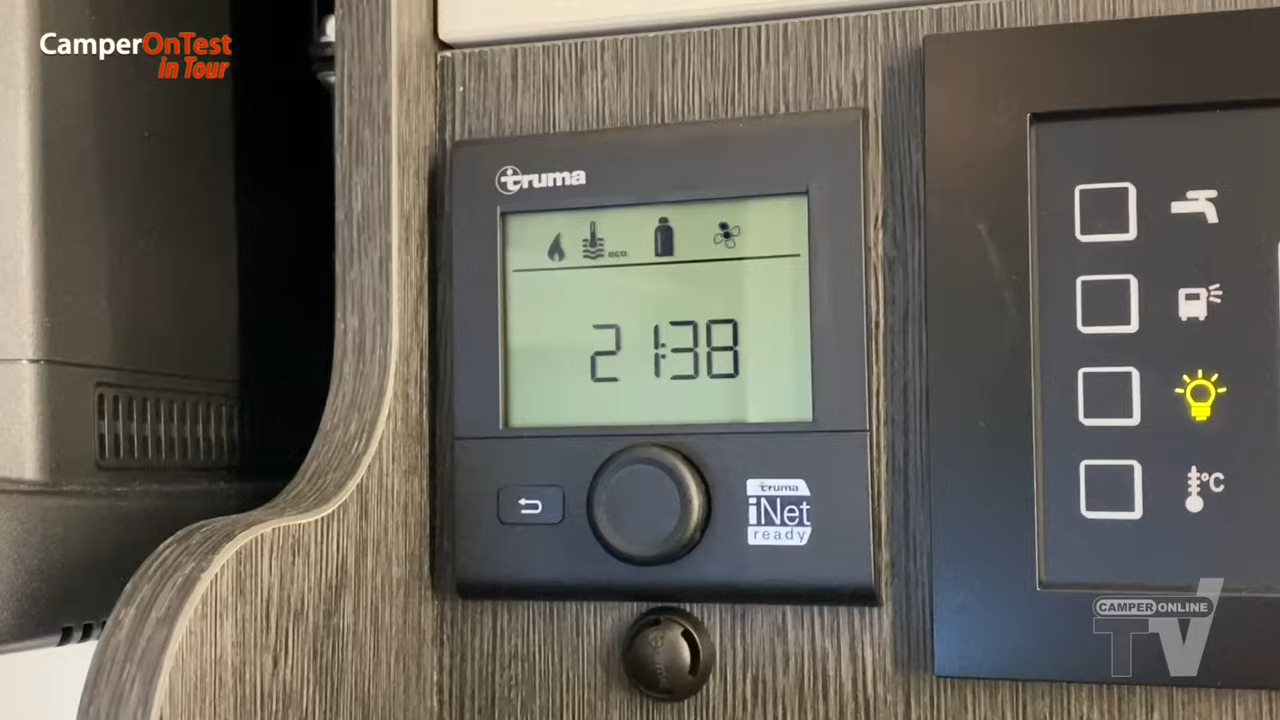 CamperOnTest
in Tour
truma
eco
21:38
truma
iNet
ready
°C
CAMPER ONLINE
TV